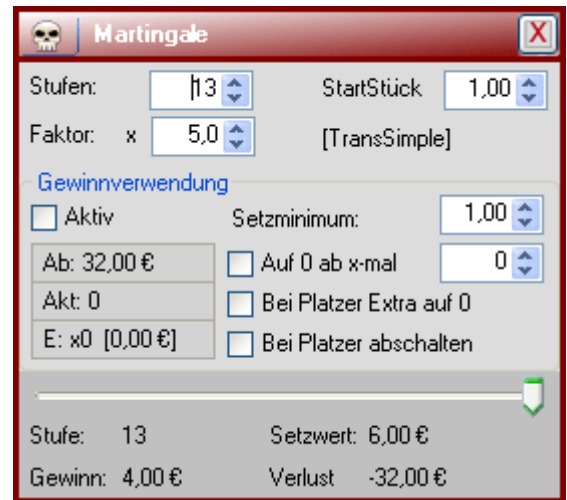 Martingale X
Stufen: 13 StartStück 1,00
Faktor: x 5,0 [TransSimple]
Gewinnverwendung
Aktiv Setzminimum: 1,00
Ab: 32,00 € Auf 0 ab x-mal 0
Akt: 0 Bei Platzer Extra auf 0
E: x0 [0,00 €] Bei Platzer abschalten
Stufe: 13 Setzwert: 6,00 €
Gewinn: 4,00 € Verlust -32,00 €